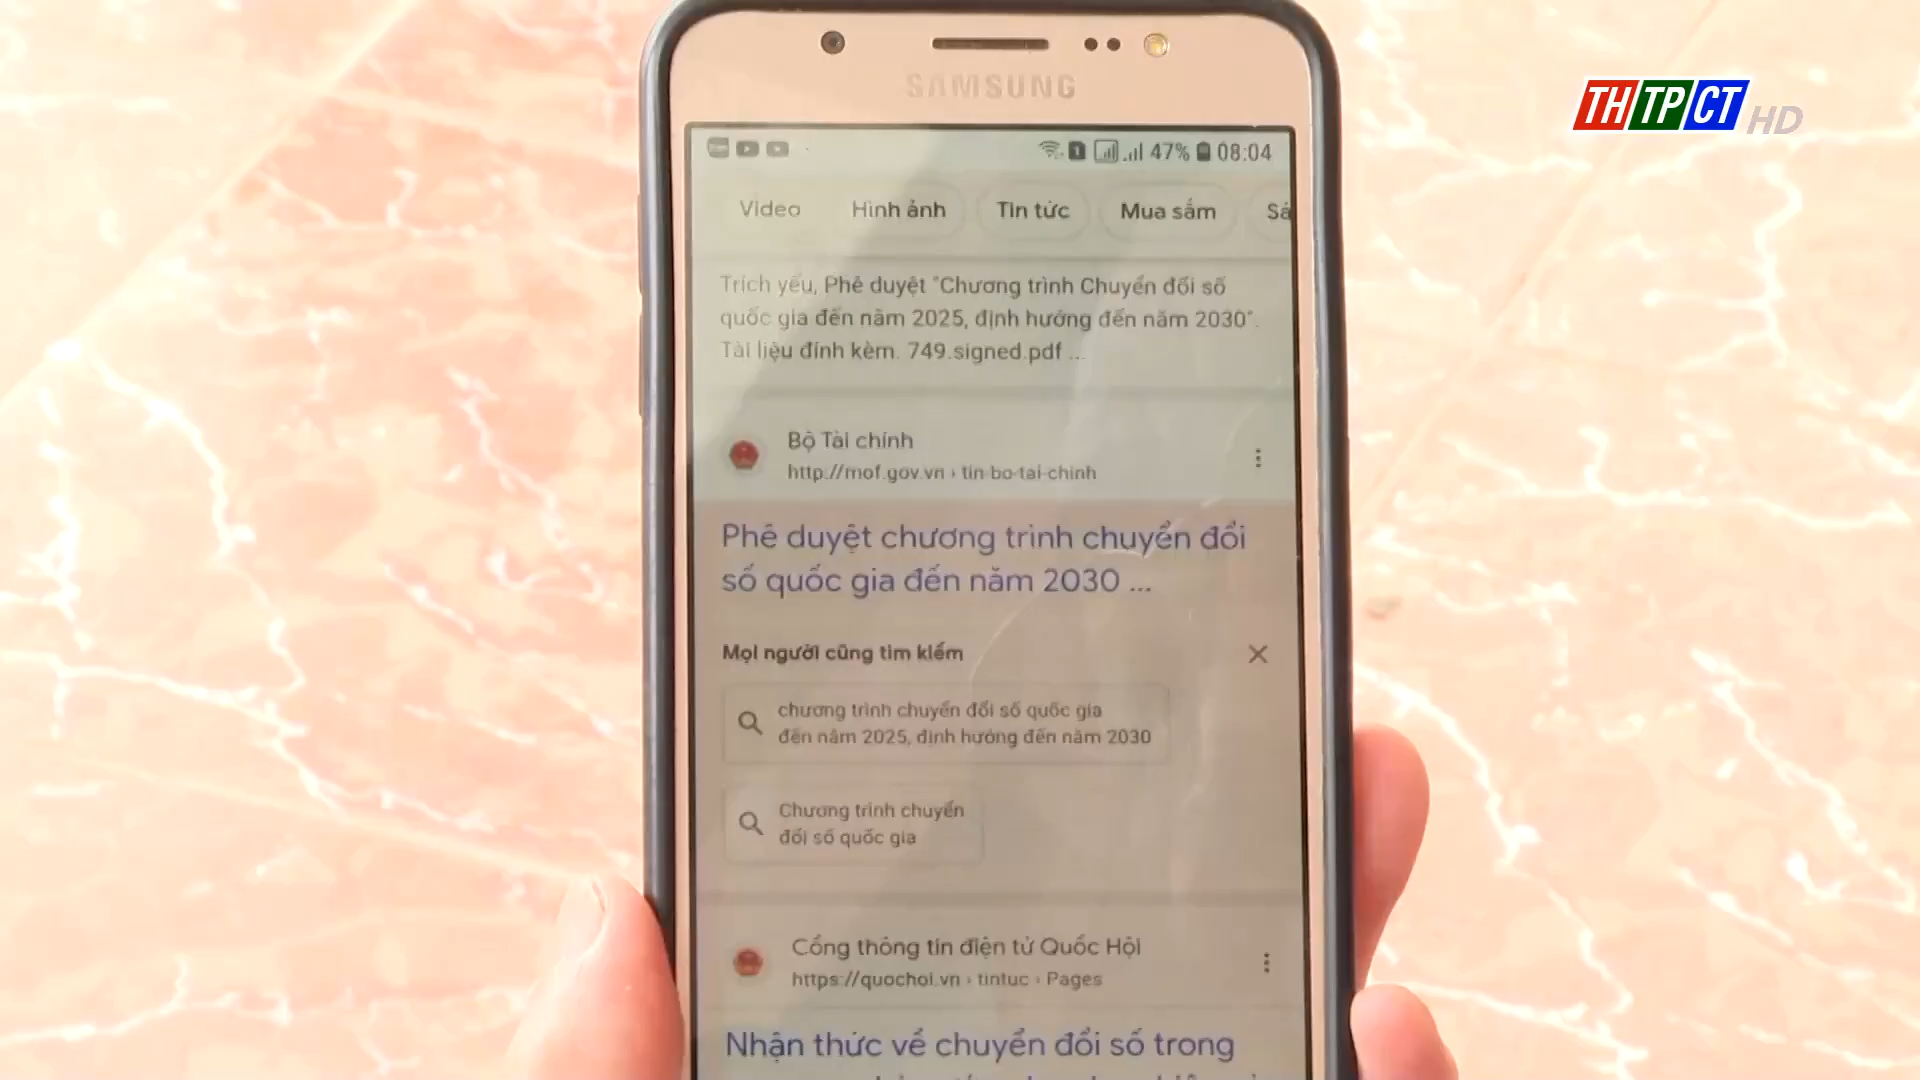 SAMSUNG
THTPCT HD
47% 08:04
Video Hình ảnh Tin tức Mua sắm Sá
Trích yếu, Phê duyệt "Chương trình Chuyển đổi số
quốc gia đến năm 2025, định hướng đến năm 2030".
Tài liệu đính kèm. 749.signed.pdf ...
Bộ Tài chính
http://mof.gov.vn › tin-bo-tai-chinh
Phê duyệt chương trình chuyển đổi
số quốc gia đến năm 2030 ...
Mọi người cũng tìm kiếm
chương trình chuyển đổi số quốc gia
đến năm 2025, định hướng đến năm 2030
Chương trình chuyển
đổi số quốc gia
Cổng thông tin điện tử Quốc Hội
https://quochoi.vn › tintuc › Pages
Nhận thức về chuyển đổi số trong